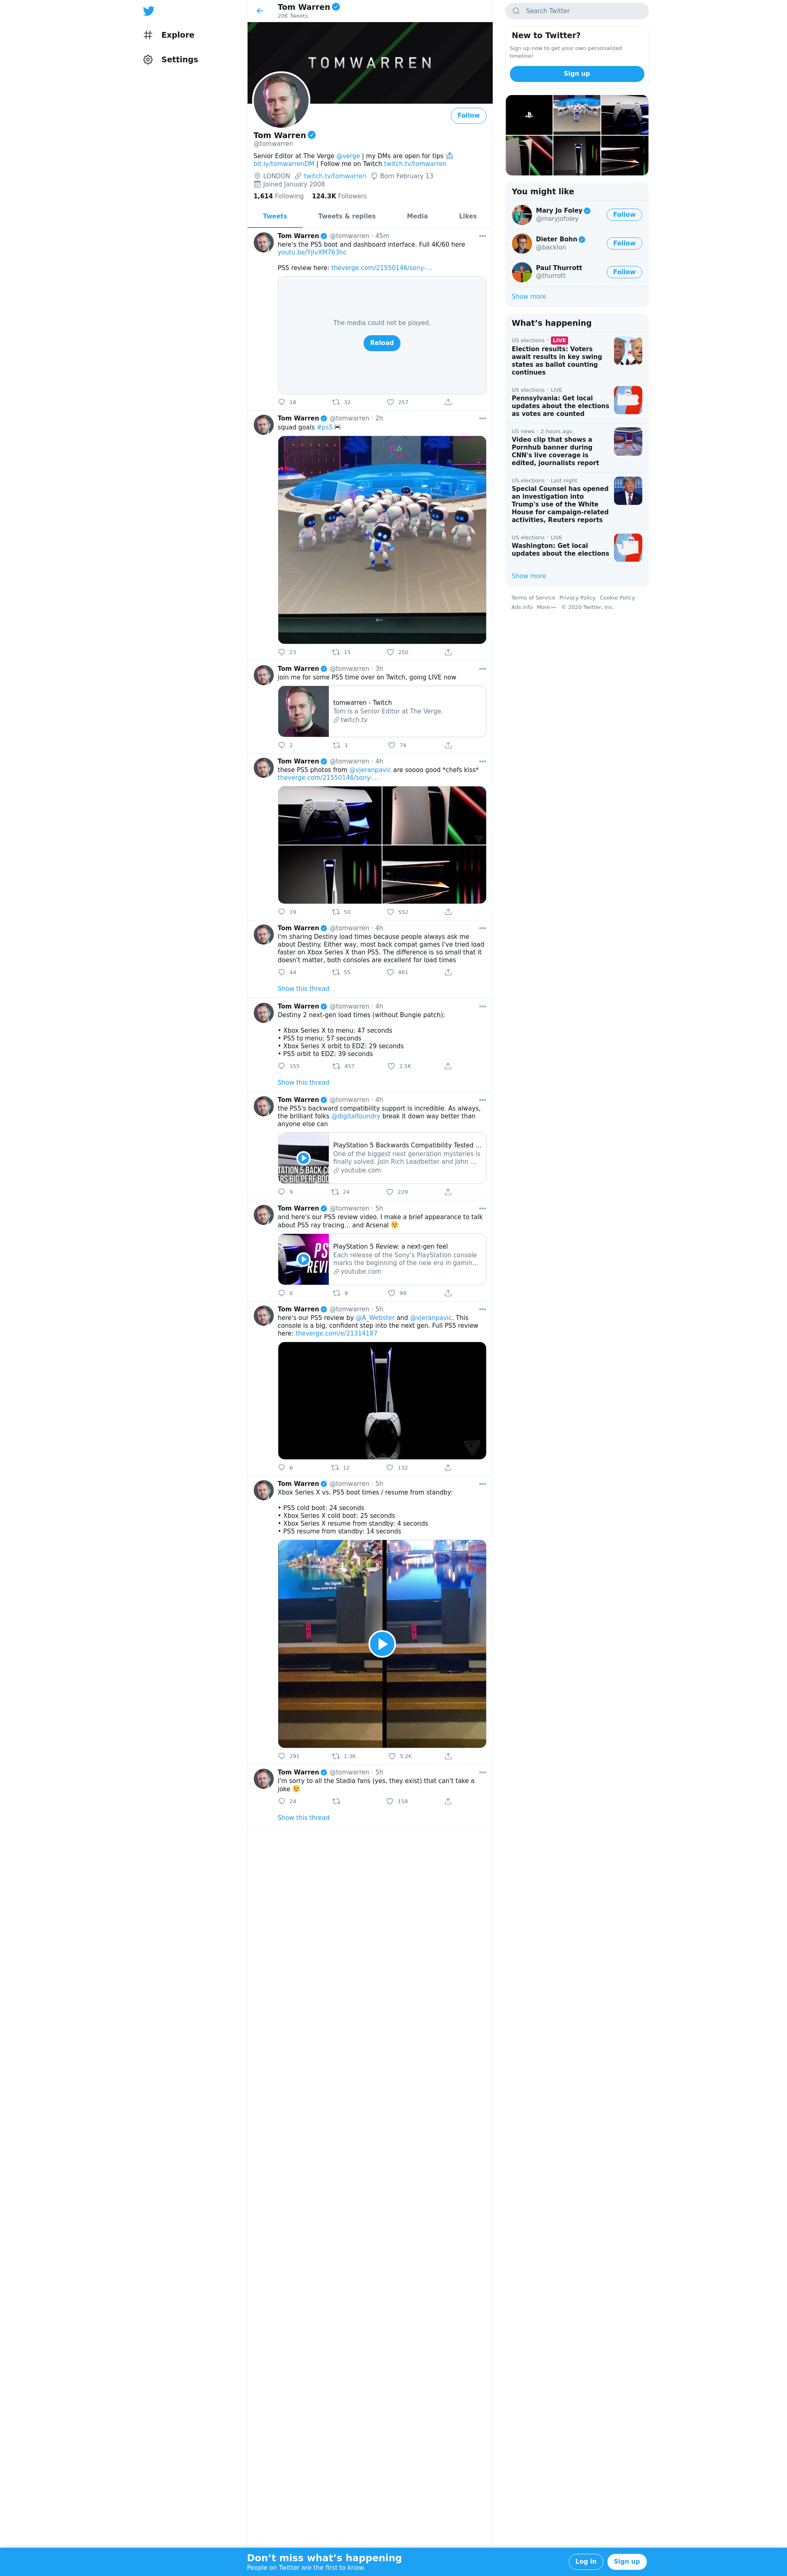 Explore
Settings
Tom Warren
20K Tweets
TOMWARREN
Follow
Tom Warren
@tomwarren
Senior Editor at The Verge @verge | my DMs are open for tips 📩
bit.ly/tomwarrenDM | Follow me on Twitch twitch.tv/tomwarren
LONDON twitch.tv/tomwarren Born February 13
Joined January 2008
1,614 Following 124.3K Followers
Tweets Tweets & replies Media Likes
Tom Warren @tomwarren · 45m
here's the PS5 boot and dashboard interface. Full 4K/60 here
youtu.be/YjIvXM763hc
PS5 review here: theverge.com/21550146/sony-…
The media could not be played.
Reload
18 32 257
Tom Warren @tomwarren · 2h
squad goals #ps5 🎮
23 15 250
Tom Warren @tomwarren · 3h
join me for some PS5 time over on Twitch, going LIVE now
tomwarren - Twitch
Tom is a Senior Editor at The Verge.
twitch.tv
2 1 74
Tom Warren @tomwarren · 4h
these PS5 photos from @vjeranpavic are soooo good *chefs kiss*
theverge.com/21550146/sony-…
19 50 552
Tom Warren @tomwarren · 4h
I'm sharing Destiny load times because people always ask me
about Destiny. Either way, most back compat games I've tried load
faster on Xbox Series X than PS5. The difference is so small that it
doesn't matter, both consoles are excellent for load times
44 55 861
Show this thread
Tom Warren @tomwarren · 4h
Destiny 2 next-gen load times (without Bungie patch):
• Xbox Series X to menu: 47 seconds
• PS5 to menu: 57 seconds
• Xbox Series X orbit to EDZ: 29 seconds
• PS5 orbit to EDZ: 39 seconds
155 457 2.5K
Show this thread
Tom Warren @tomwarren · 4h
the PS5's backward compatibility support is incredible. As always,
the brilliant folks @digitalfoundry break it down way better than
anyone else can
PlayStation 5 Backwards Compatibility Tested …
One of the biggest next generation mysteries is
finally solved. Join Rich Leadbetter and John …
youtube.com
9 24 229
Tom Warren @tomwarren · 5h
and here's our PS5 review video. I make a brief appearance to talk
about PS5 ray tracing... and Arsenal 😉
PlayStation 5 Review: a next-gen feel
Each release of the Sony's PlayStation console
marks the beginning of the new era in gamin…
youtube.com
6 9 99
Tom Warren @tomwarren · 5h
here's our PS5 review by @A_Webster and @vjeranpavic. This
console is a big, confident step into the next gen. Full PS5 review
here: theverge.com/e/21314187
6 12 132
Tom Warren @tomwarren · 5h
Xbox Series X vs. PS5 boot times / resume from standby:
• PS5 cold boot: 24 seconds
• Xbox Series X cold boot: 25 seconds
• Xbox Series X resume from standby: 4 seconds
• PS5 resume from standby: 14 seconds
No Signal
291 1.3K 5.2K
Tom Warren @tomwarren · 5h
I'm sorry to all the Stadia fans (yes, they exist) that can't take a
joke 😉
24 158
Show this thread
Search Twitter
New to Twitter?
Sign up now to get your own personalized
timeline!
Sign up
You might like
Mary Jo Foley
@maryjofoley
Follow
Dieter Bohn
@backlon
Follow
Paul Thurrott
@thurrott
Follow
Show more
What's happening
US elections · LIVE
Election results: Voters
await results in key swing
states as ballot counting
continues
US elections · LIVE
Pennsylvania: Get local
updates about the elections
as votes are counted
US news · 2 hours ago
Video clip that shows a
Pornhub banner during
CNN's live coverage is
edited, journalists report
US elections · Last night
Special Counsel has opened
an investigation into
Trump's use of the White
House for campaign-related
activities, Reuters reports
US elections · LIVE
Washington: Get local
updates about the elections
Show more
Terms of Service Privacy Policy Cookie Policy
Ads info More ••• © 2020 Twitter, Inc.
Don't miss what's happening
People on Twitter are the first to know.
Log in
Sign up